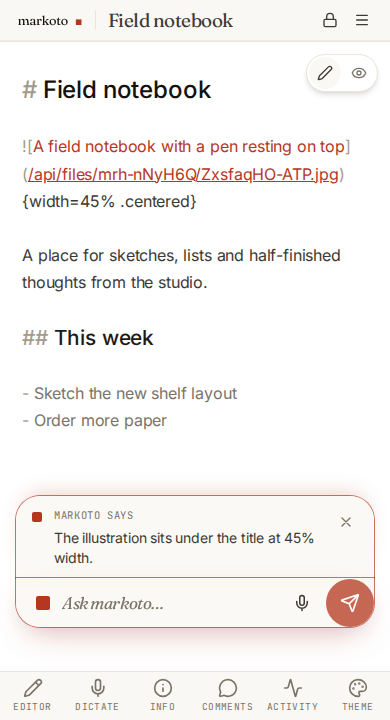 markoto
Field notebook
# Field notebook
![A field notebook with a pen resting on top]
(/api/files/mrh-nNyH6Q/ZxsfaqHO-ATP.jpg)
{width=45% .centered}
A place for sketches, lists and half-finished
thoughts from the studio.
## This week
- Sketch the new shelf layout
- Order more paper
MARKOTO SAYS
The illustration sits under the title at 45%
width.
Ask markoto...
EDITOR
DICTATE
INFO
COMMENTS
ACTIVITY
THEME